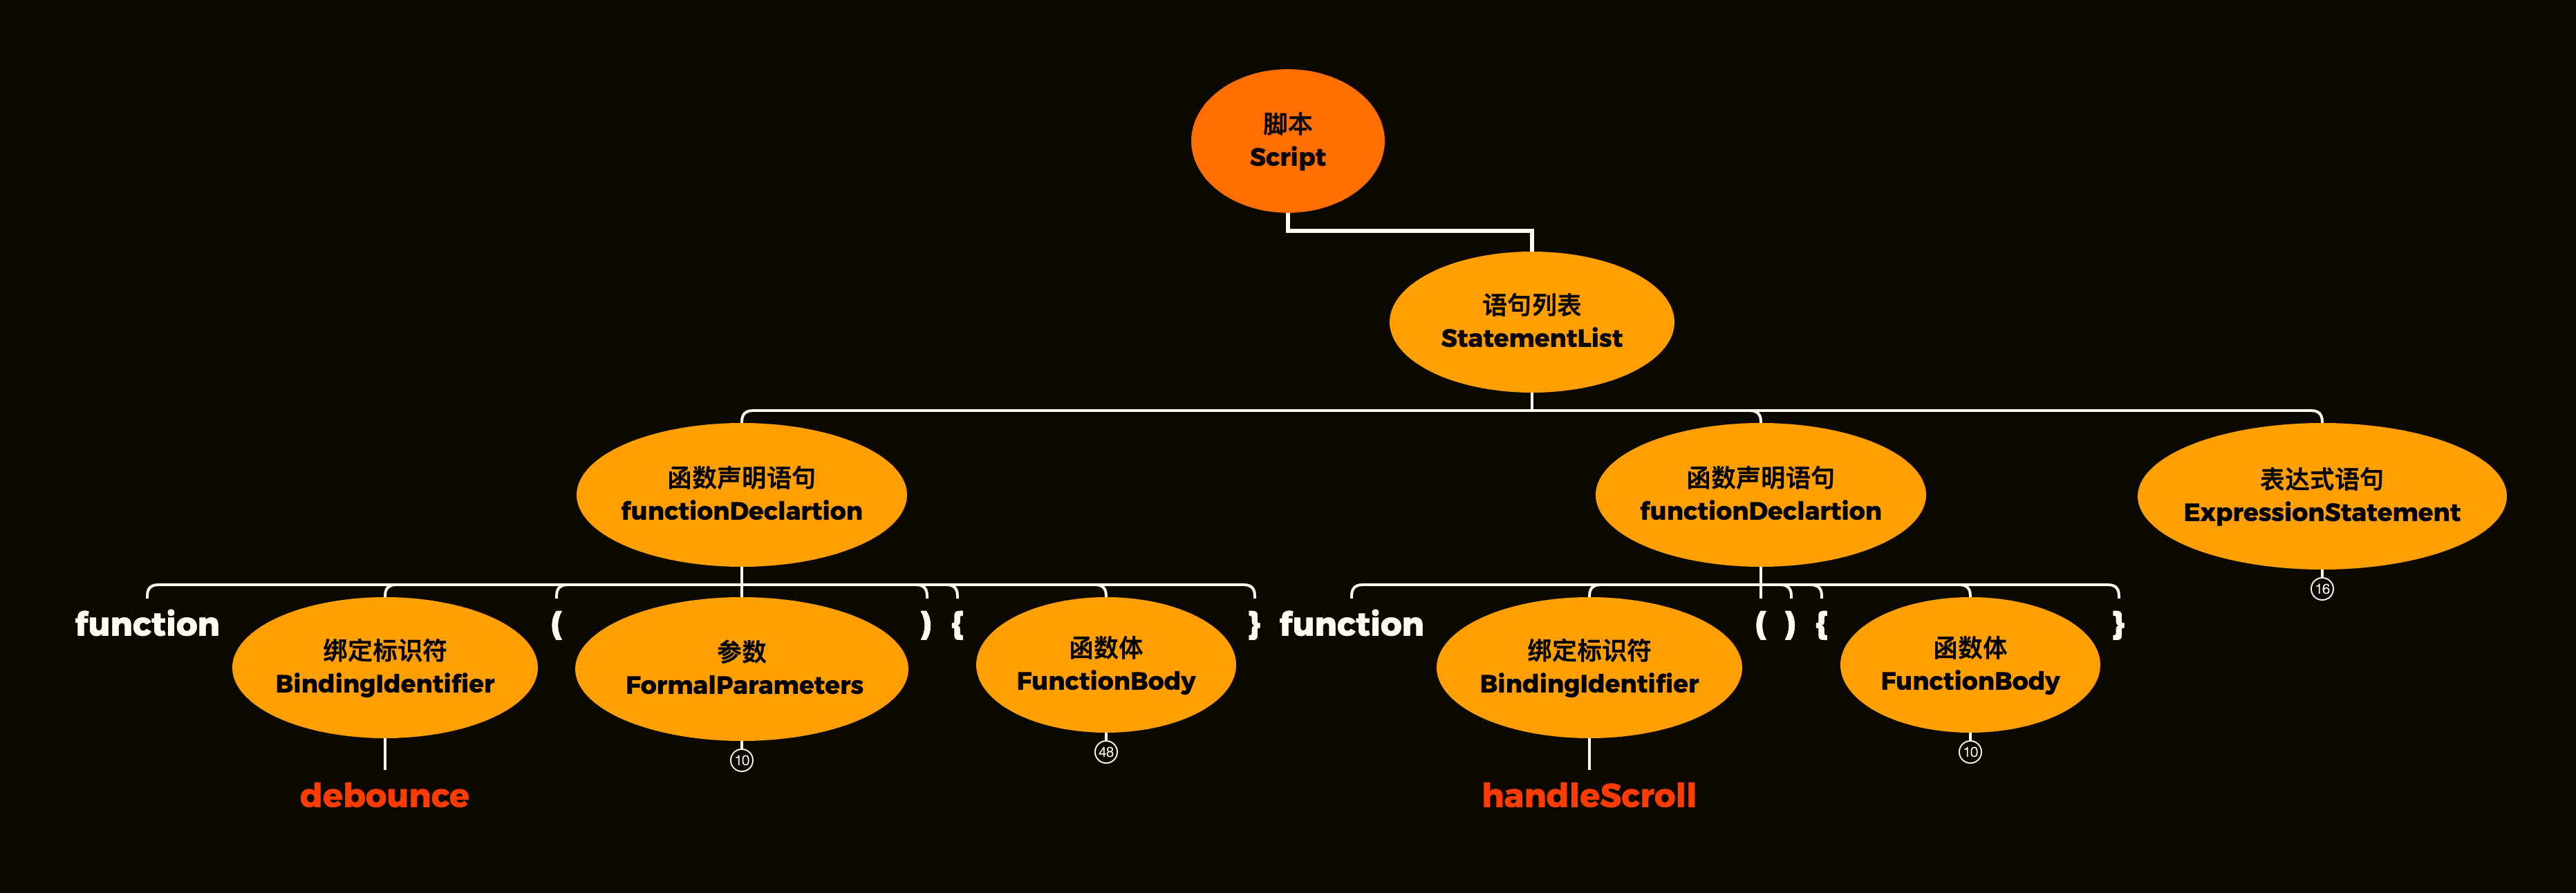 脚本
Script
语句列表
StatementList
函数声明语句
functionDeclartion
函数声明语句
functionDeclartion
表达式语句
ExpressionStatement
16
function
绑定标识符
BindingIdentifier
(
参数
FormalParameters
)
{
函数体
FunctionBody
}
function
绑定标识符
BindingIdentifier
(
)
{
函数体
FunctionBody
}
10
48
10
debounce
handleScroll